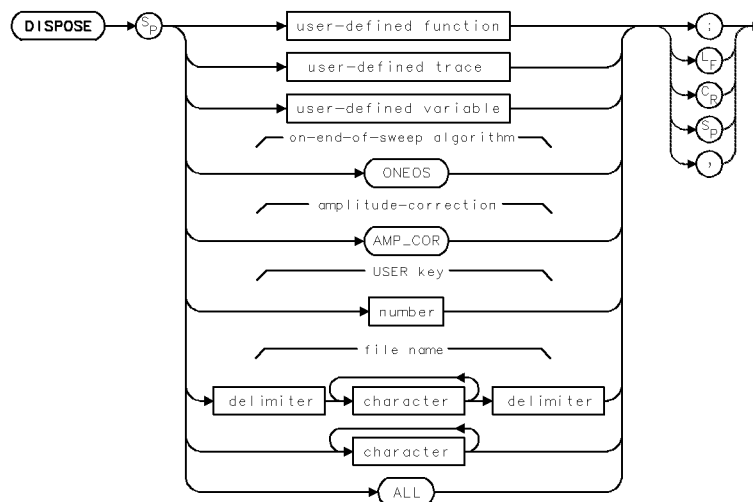 DISPOSE SP user-defined function ;
user-defined trace LF
user-defined variable CR
on-end-of-sweep algorithm SP
ONEOS ,
amplitude-correction
AMP_COR
USER key
number
file name
delimiter character delimiter
character
ALL